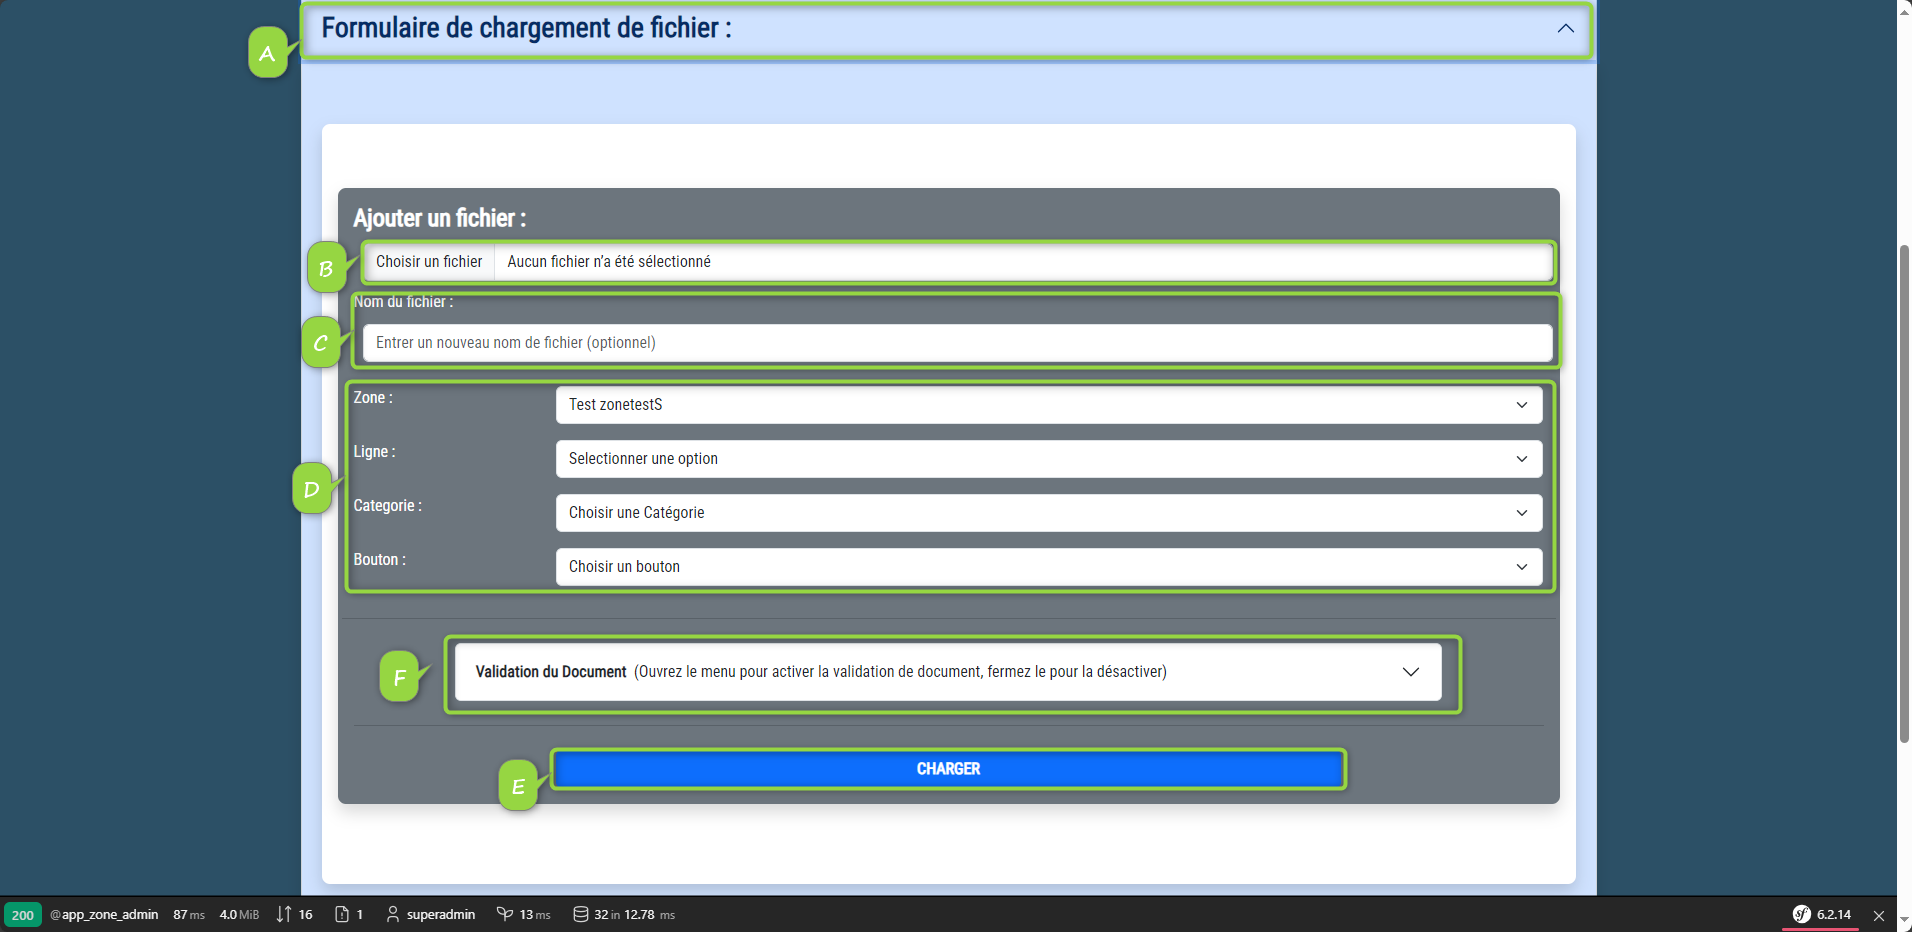 Formulaire de chargement de fichier :
A
Ajouter un fichier :
B
Choisir un fichier Aucun fichier n'a été sélectionné
Nom du fichier :
C
Entrer un nouveau nom de fichier (optionnel)
Zone : Test zonetestS
Ligne : Selectionner une option
D
Categorie : Choisir une Catégorie
Bouton : Choisir un bouton
F
Validation du Document (Ouvrez le menu pour activer la validation de document, fermez le pour la désactiver)
CHARGER
E
200 @app_zone_admin 87 ms 4.0 MiB 16 1 superadmin 13 ms 32 in 12.78 ms sf 6.2.14